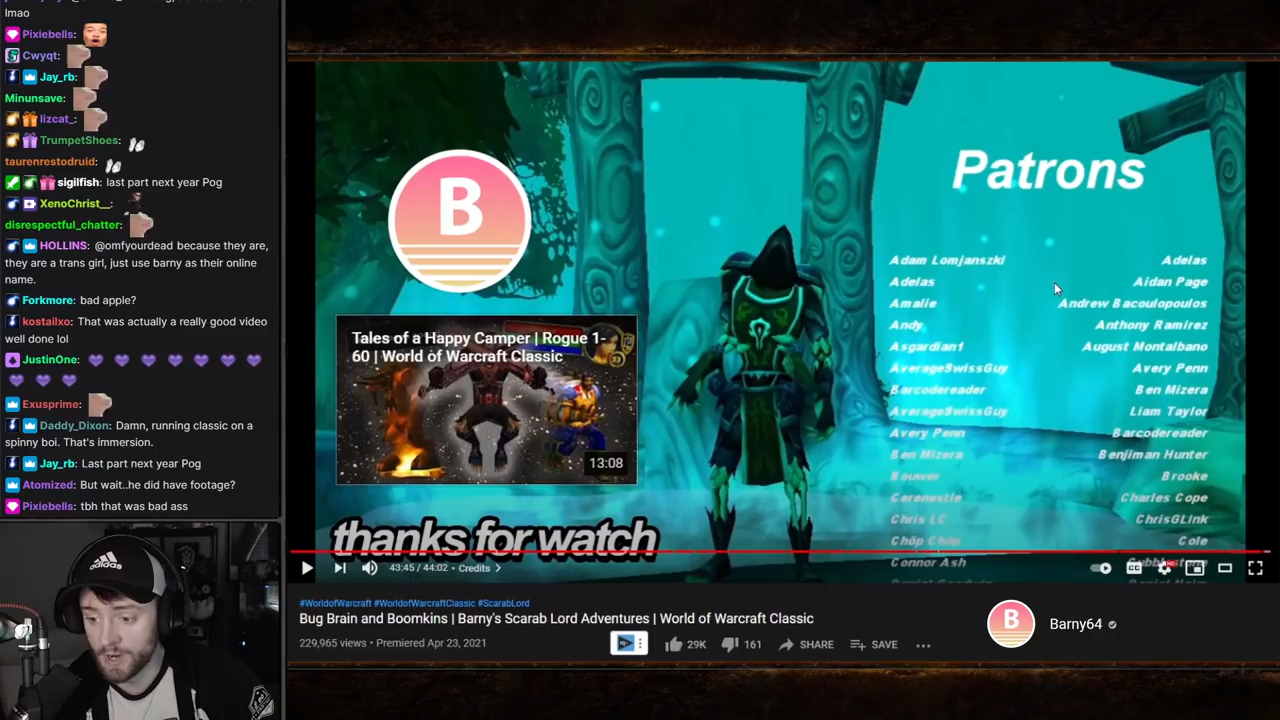 lmao
Pixiebells:
Cwyqt:
Jay_rb:
Minunsave:
lizcat_:
TrumpetShoes:
taurenrestodruid:
sigilfish: last part next year Pog
XenoChrist__:
disrespectful_chatter:
HOLLINS: @omfyourdead because they are,
they are a trans girl, just use barny as their online
name.
Forkmore: bad apple?
kostailxo: That was actually a really good video
well done lol
JustinOne:
Exusprime:
Daddy_Dixon: Damn, running classic on a
spinny boi. That's immersion.
Jay_rb: Last part next year Pog
Atomized: But wait..he did have footage?
Pixiebells: tbh that was bad ass
adidas
B
Tales of a Happy Camper | Rogue 1-
60 | World of Warcraft Classic
13:08
thanks for watch
Patrons
Adam Lomjanszki Adelas
Adelas Aidan Page
Amalie Andrew Bacoulopoulos
Andy Anthony Ramirez
Asgardian1 August Montalbano
AverageSwissGuy Avery Penn
Barcodereader Ben Mizera
AverageSwissGuy Liam Taylor
Avery Penn Barcodereader
Ben Mizera Benjiman Hunter
Bouwer Brooke
Carenestie Charles Cope
Chris LC ChrisGLink
Chöp Chöp Cole
Connor Ash
43:45 / 44:02 • Credits
CC
HD
#WorldofWarcraft #WorldofWarcraftClassic #ScarabLord
Bug Brain and Boomkins | Barny's Scarab Lord Adventures | World of Warcraft Classic
229,965 views • Premiered Apr 23, 2021
29K
161
SHARE
SAVE
B
Barny64